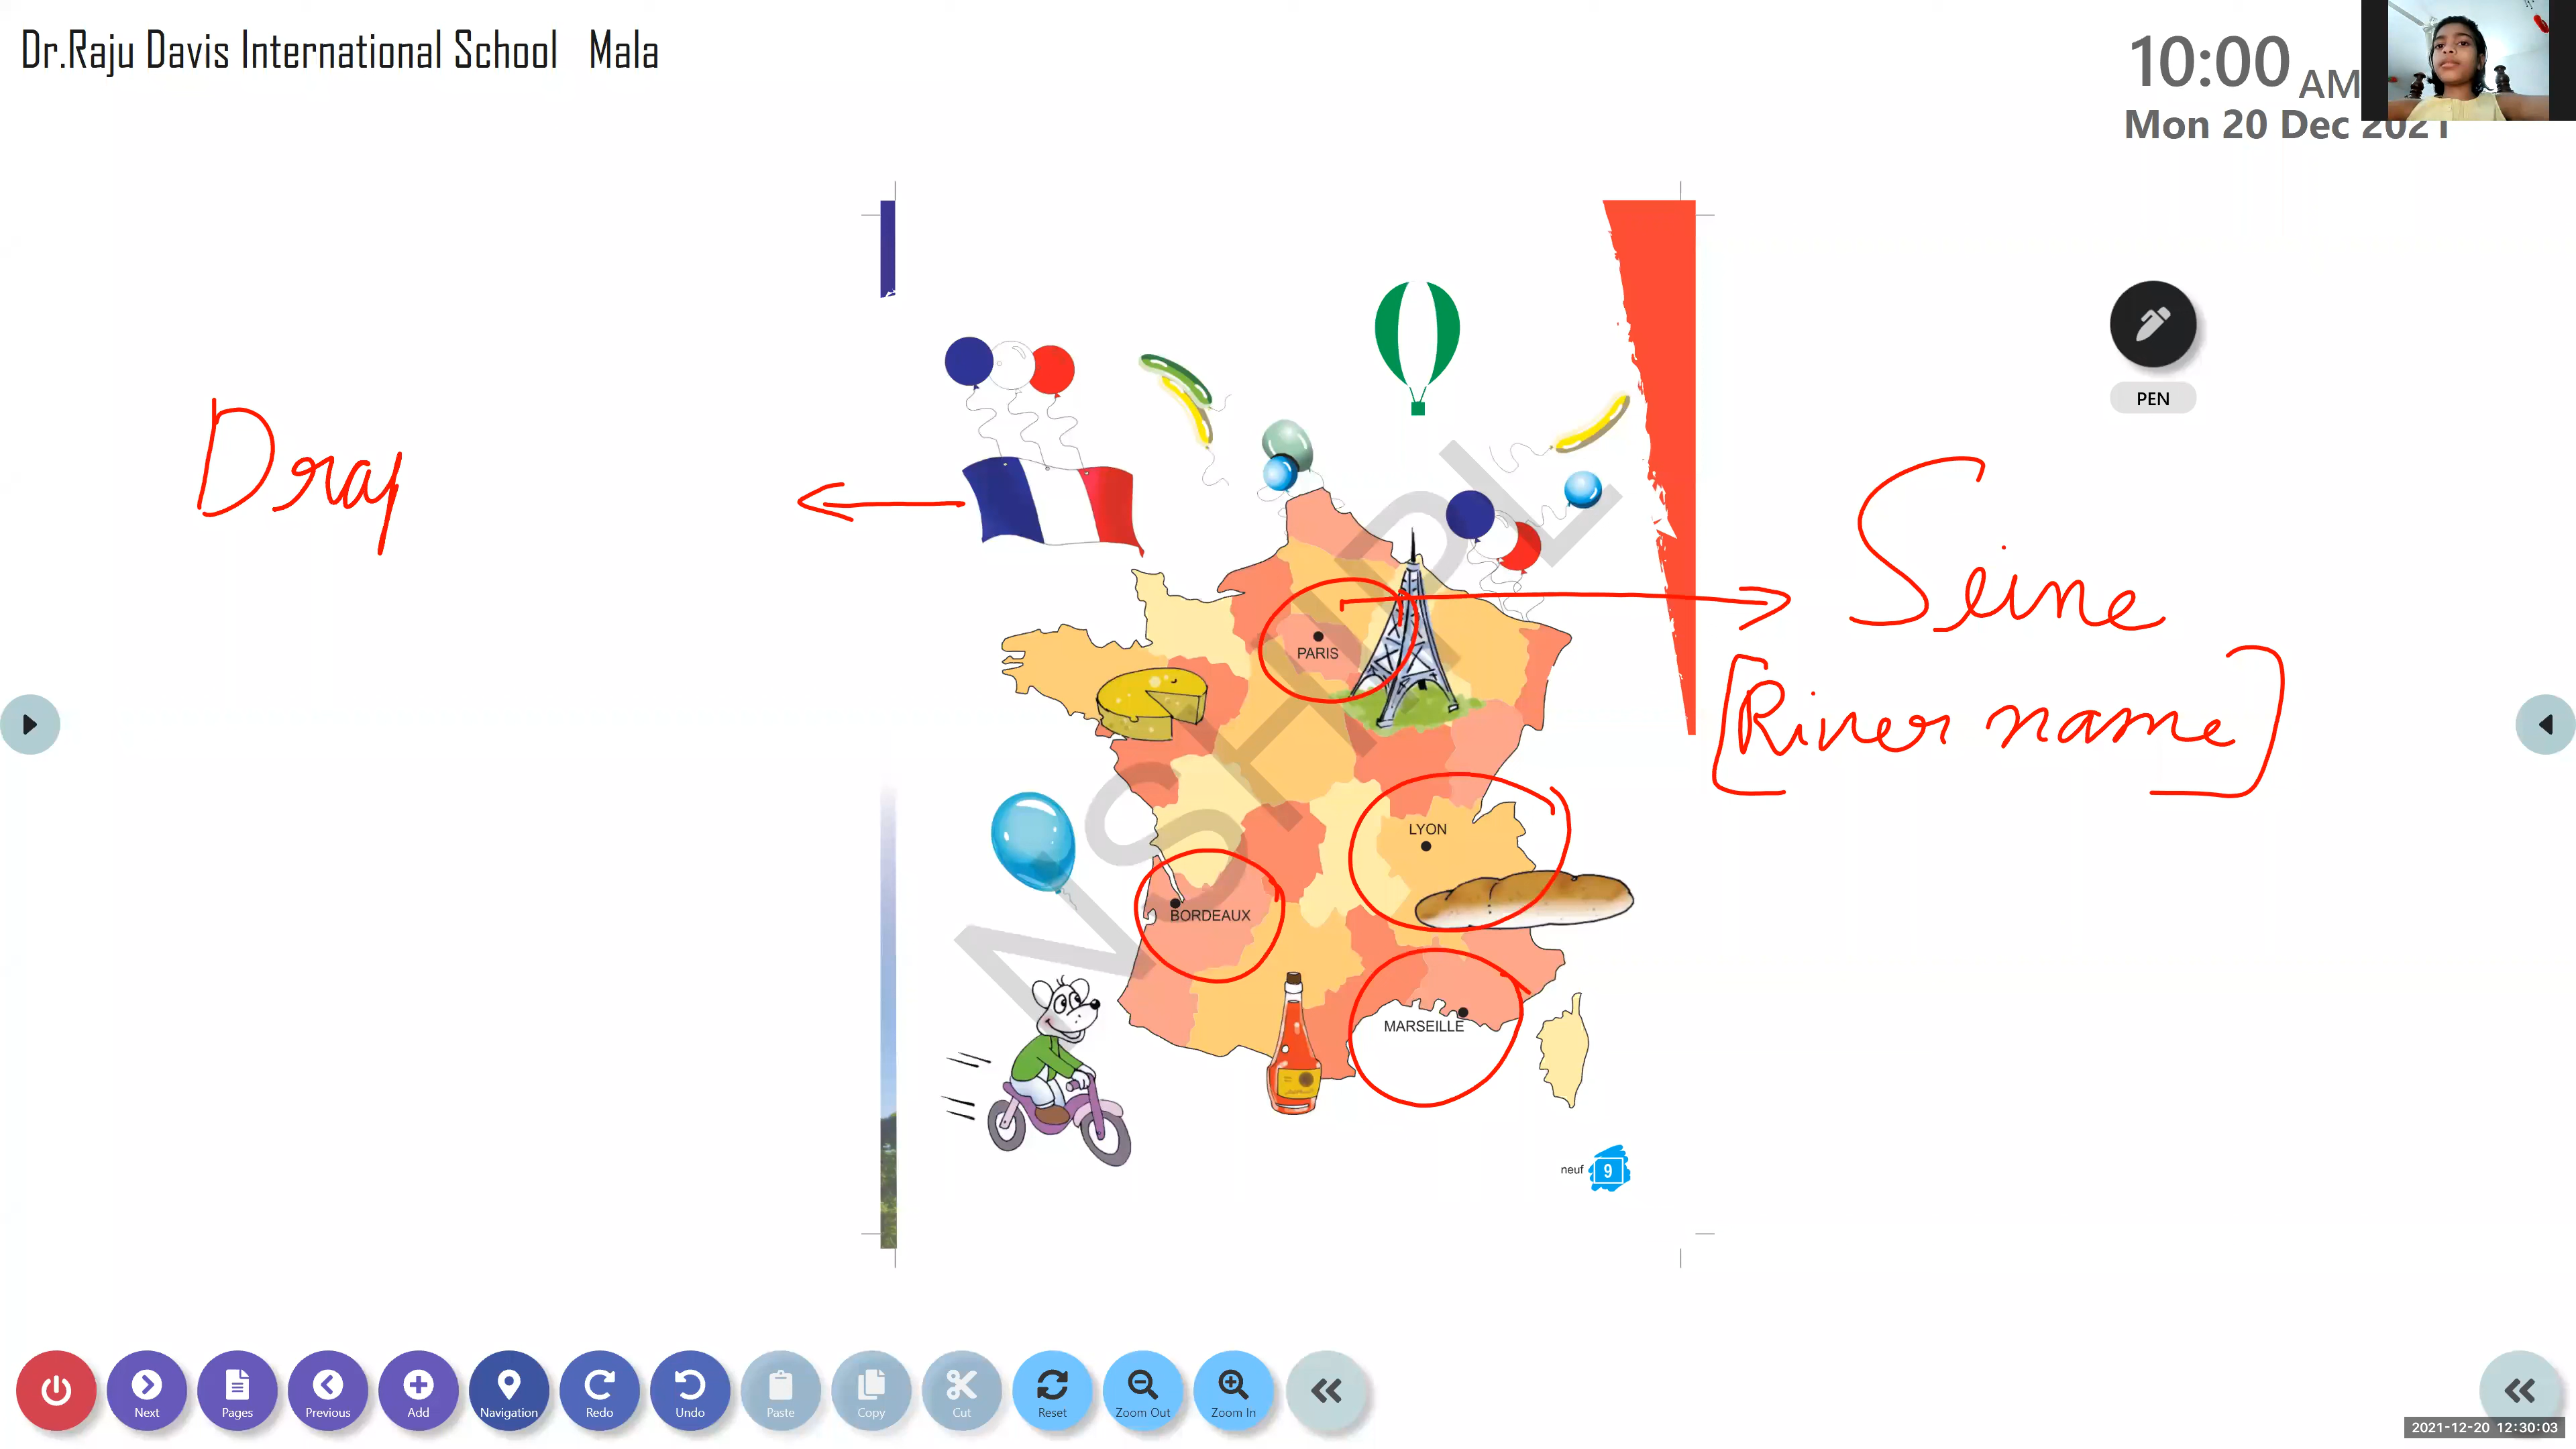 Dr.Raju Davis International School Mala
10:00 AM
Mon 20 Dec 2021
PEN
Drap
Seine
[River name]
NSHIPL
PARIS
LYON
BORDEAUX
MARSEILLE
neuf 9
Next
Pages
Previous
Add
Navigation
Redo
Undo
Paste
Copy
Cut
Reset
Zoom Out
Zoom In
2021-12-20 12:30:03